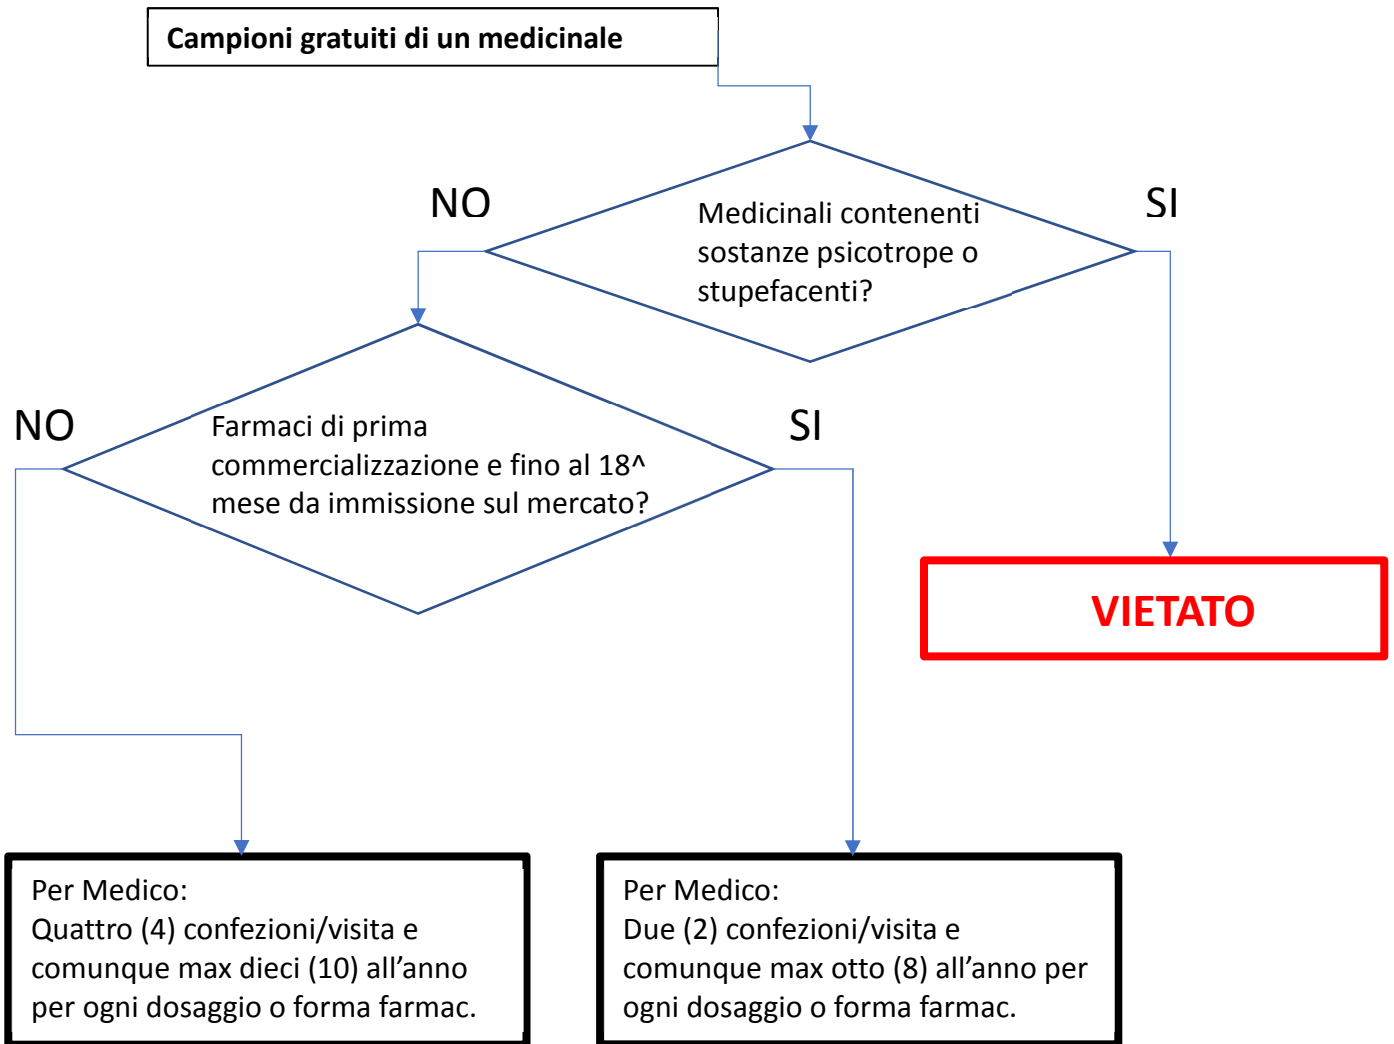 Campioni gratuiti di un medicinale
NO
SI
Medicinali contenenti
sostanze psicotrope o
stupefacenti?
NO
SI
Farmaci di prima
commercializzazione e fino al 18^
mese da immissione sul mercato?
VIETATO
Per Medico:
Quattro (4) confezioni/visita e
comunque max dieci (10) all'anno
per ogni dosaggio o forma farmac.
Per Medico:
Due (2) confezioni/visita e
comunque max otto (8) all'anno per
ogni dosaggio o forma farmac.